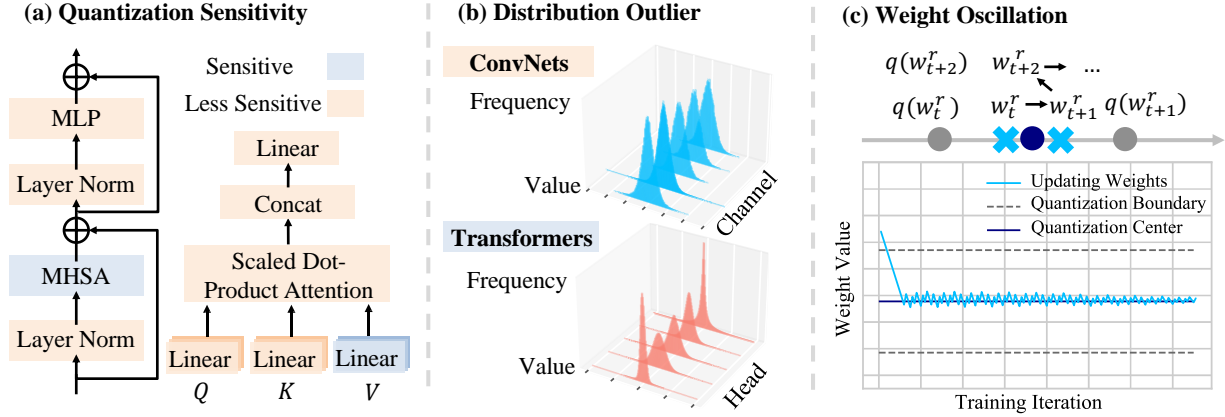 (a) Quantization Sensitivity
Sensitive
Less Sensitive
MLP
Layer Norm
MHSA
Layer Norm
Linear
Concat
Scaled Dot-
Product Attention
Linear Linear Linear
Q K V
(b) Distribution Outlier
ConvNets
Frequency
Value
Channel
Transformers
Frequency
Value
Head
(c) Weight Oscillation
q(w^r_{t+2}) w^r_{t+2} → ...
q(w^r_t) w^r_t → w^r_{t+1} q(w^r_{t+1})
Updating Weights
Quantization Boundary
Quantization Center
Weight Value
Training Iteration